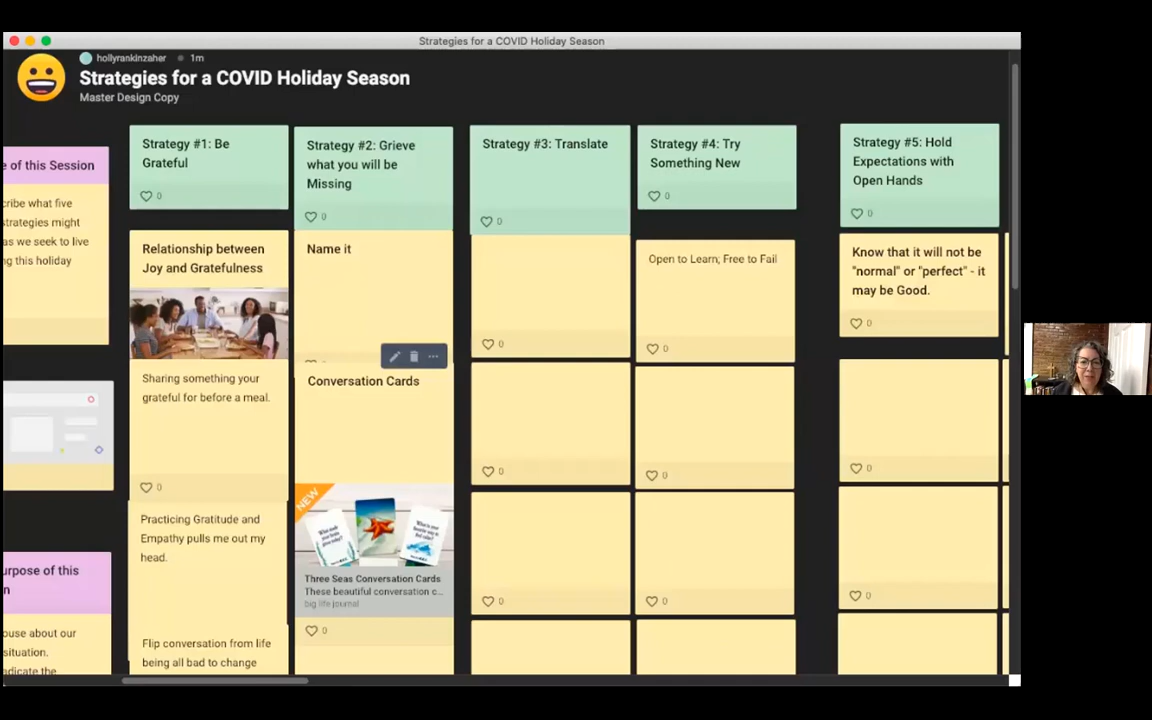 Strategies for a COVID Holiday Season
hollyrankinzaher 1m
Strategies for a COVID Holiday Season
Master Design Copy
e of this Session
cribe what five
strategies might
as we seek to live
ng this holiday
urpose of this
n
ouse about our
situation.
adicate the
Strategy #1: Be
Grateful
0
Relationship between
Joy and Gratefulness
Sharing something your
grateful for before a meal.
0
Practicing Gratitude and
Empathy pulls me out my
head.
Flip conversation from life
being all bad to change
Strategy #2: Grieve
what you will be
Missing
0
Name it
Conversation Cards
NEW
Three Seas Conversation Cards
These beautiful conversation c...
big life journal
0
Strategy #3: Translate
0
0
0
0
Strategy #4: Try
Something New
0
Open to Learn; Free to Fail
0
0
0
Strategy #5: Hold
Expectations with
Open Hands
0
Know that it will not be
"normal" or "perfect" - it
may be Good.
0
0
0